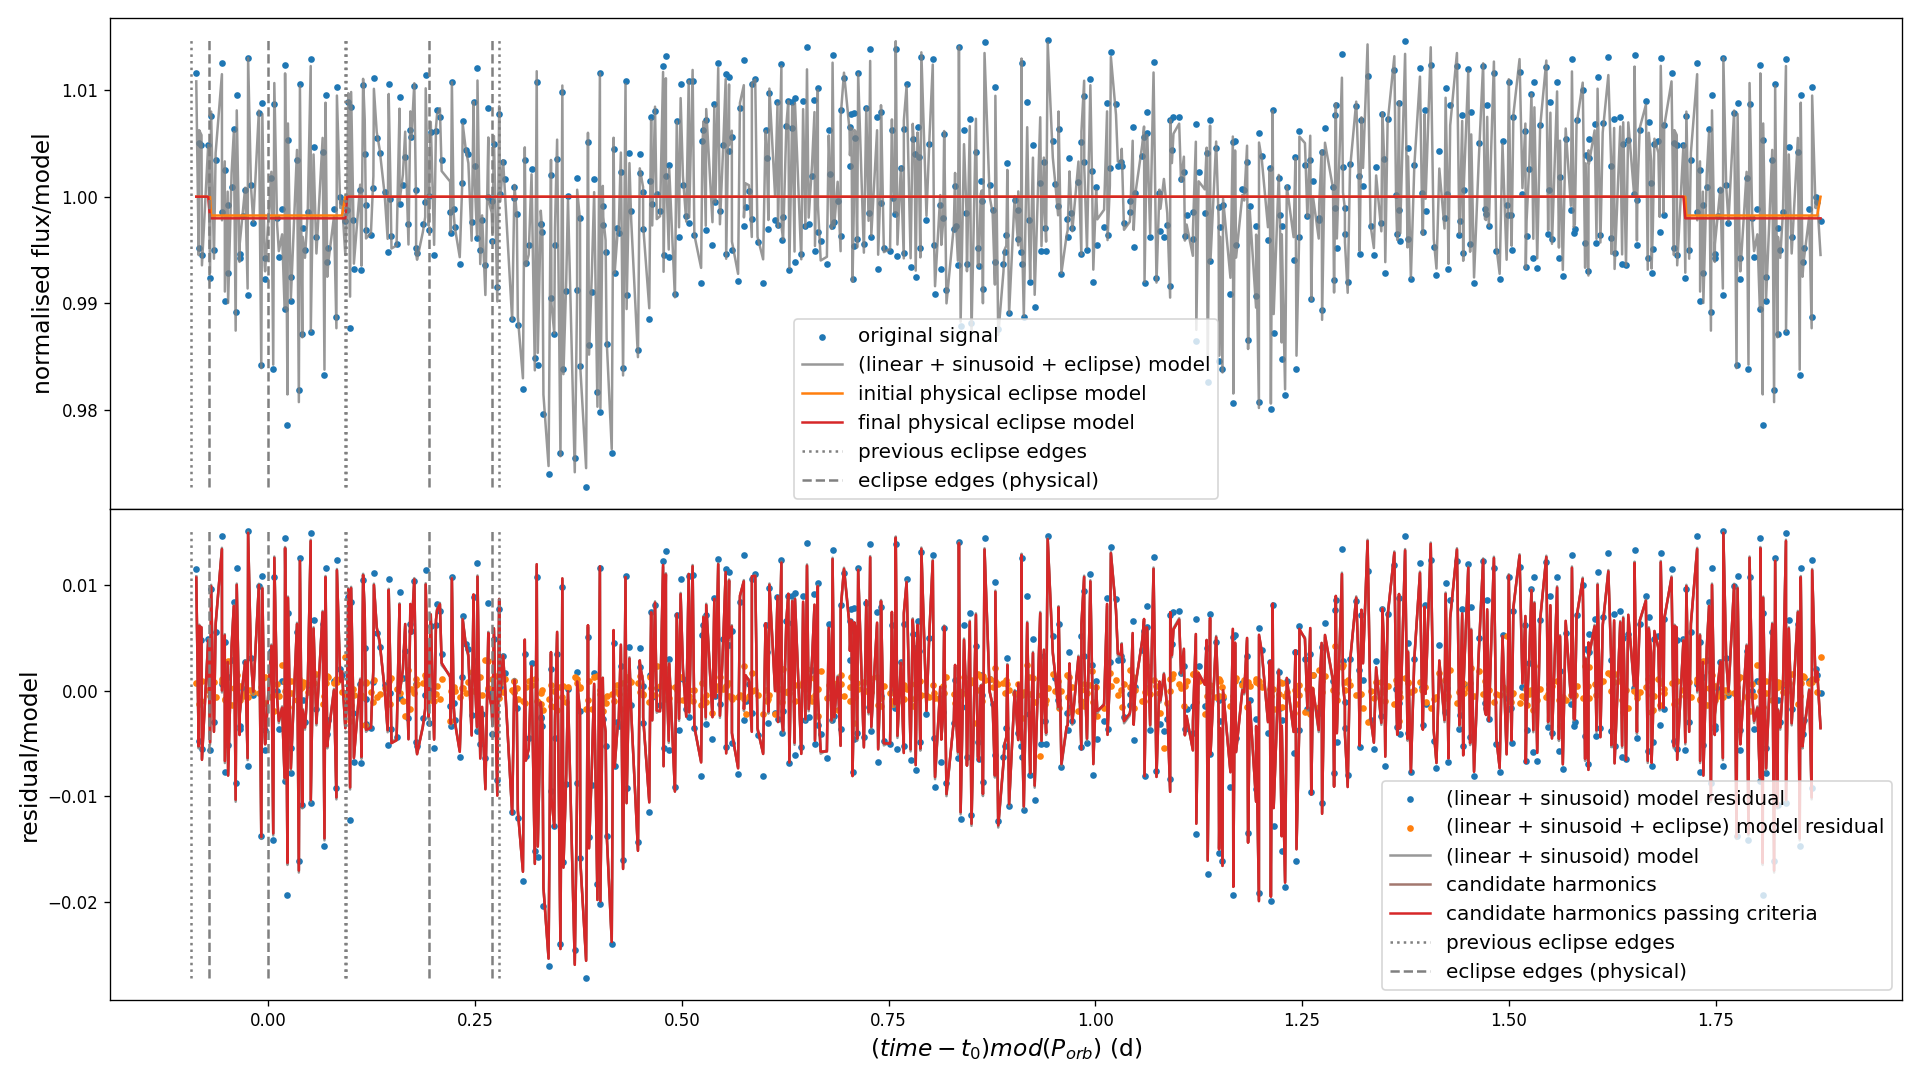 normalised flux/model
1.01
1.00
0.99
0.98
original signal
(linear + sinusoid + eclipse) model
initial physical eclipse model
final physical eclipse model
previous eclipse edges
eclipse edges (physical)
residual/model
0.01
0.00
−0.01
−0.02
(linear + sinusoid) model residual
(linear + sinusoid + eclipse) model residual
(linear + sinusoid) model
candidate harmonics
candidate harmonics passing criteria
previous eclipse edges
eclipse edges (physical)
0.00 0.25 0.50 0.75 1.00 1.25 1.50 1.75
(time − t₀)mod(P_orb) (d)